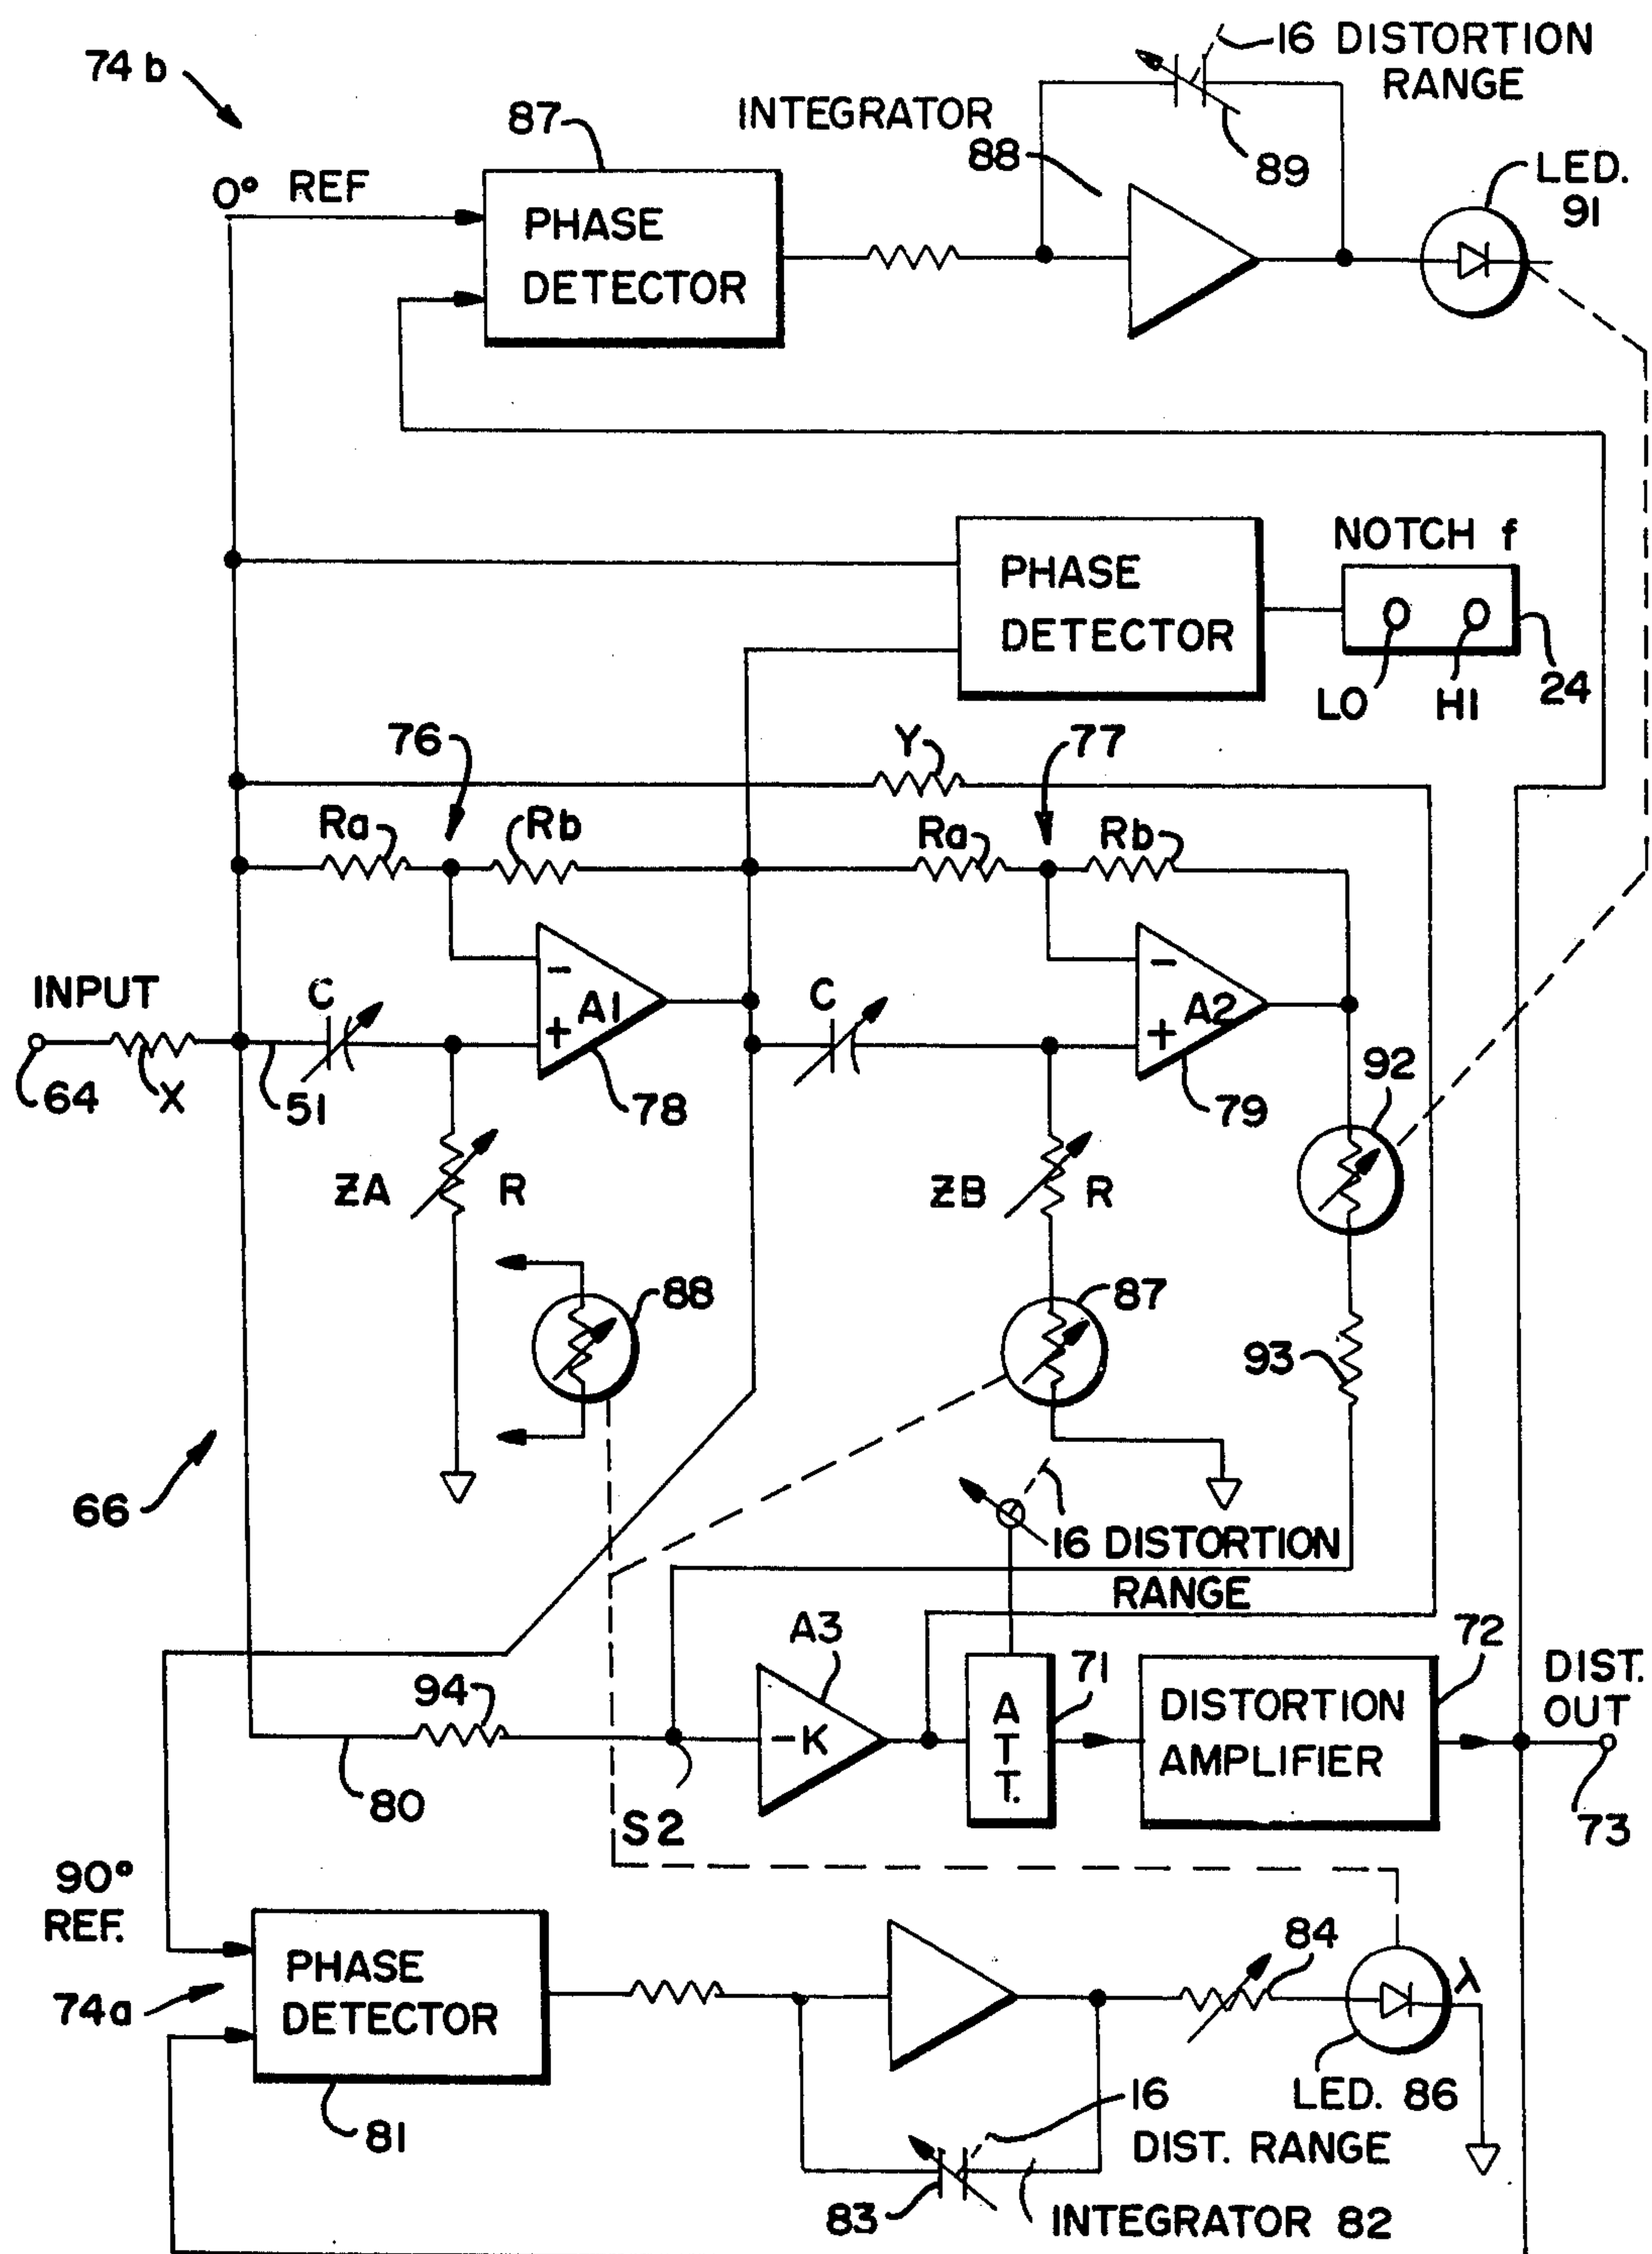 16 DISTORTION
RANGE
74 b
87
INTEGRATOR
88
89
LED.
91
0° REF
PHASE
DETECTOR
NOTCH f
PHASE
DETECTOR
LO
HI
24
76
Y
77
Ra
Rb
Ra
Rb
INPUT
C
-
A1
+
C
-
A2
+
92
64
X
51
78
79
ZA
R
ZB
R
88
87
93
66
16 DISTORTION
RANGE
A3
71
72
94
-K
A
T
T.
DISTORTION
AMPLIFIER
DIST.
OUT
80
S2
73
90°
REF.
74a
PHASE
DETECTOR
84
λ
81
LED. 86
16
DIST. RANGE
83
INTEGRATOR 82